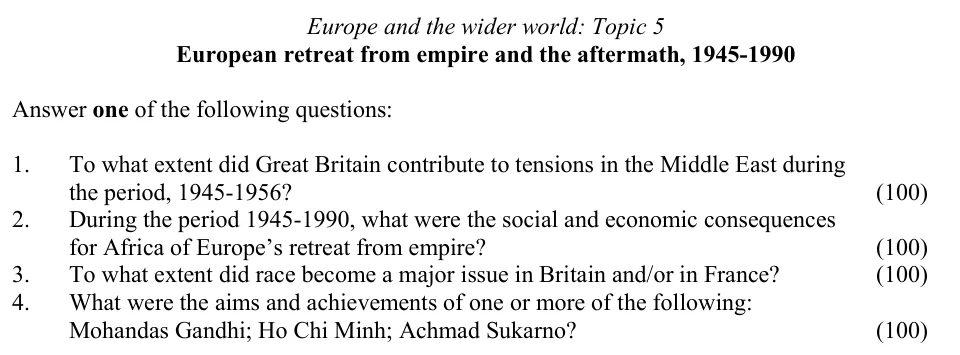 Europe and the wider world: Topic 5
European retreat from empire and the aftermath, 1945-1990
Answer one of the following questions:
1. To what extent did Great Britain contribute to tensions in the Middle East during
the period, 1945-1956? (100)
2. During the period 1945-1990, what were the social and economic consequences
for Africa of Europe's retreat from empire? (100)
3. To what extent did race become a major issue in Britain and/or in France? (100)
4. What were the aims and achievements of one or more of the following:
Mohandas Gandhi; Ho Chi Minh; Achmad Sukarno? (100)